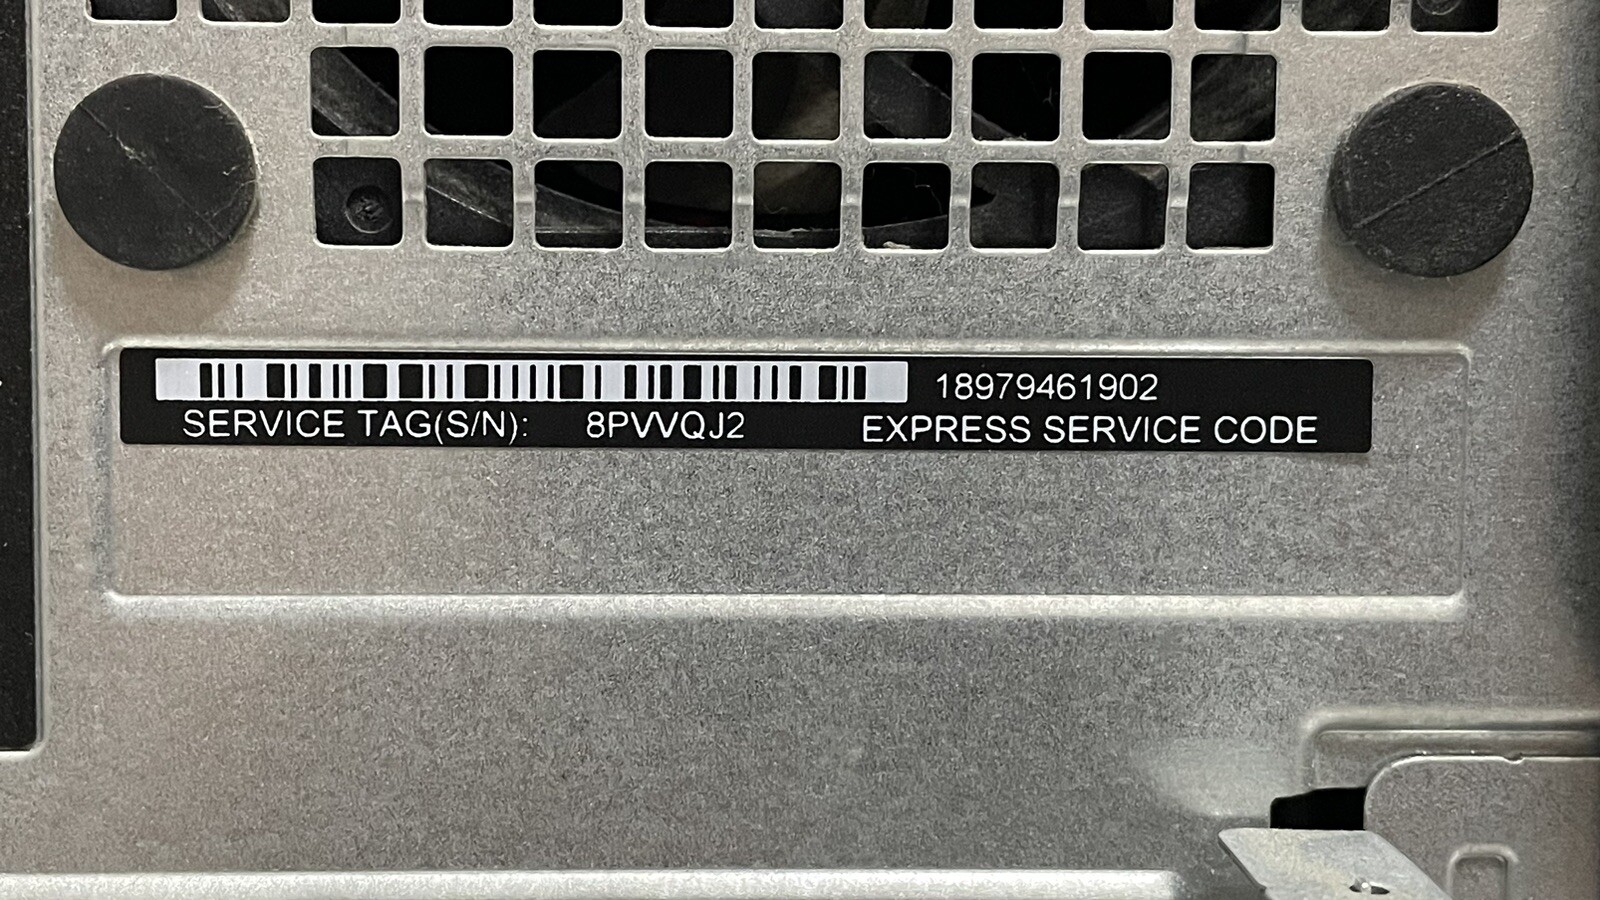 18979461902
SERVICE TAG(S/N): 8PVVQJ2 EXPRESS SERVICE CODE